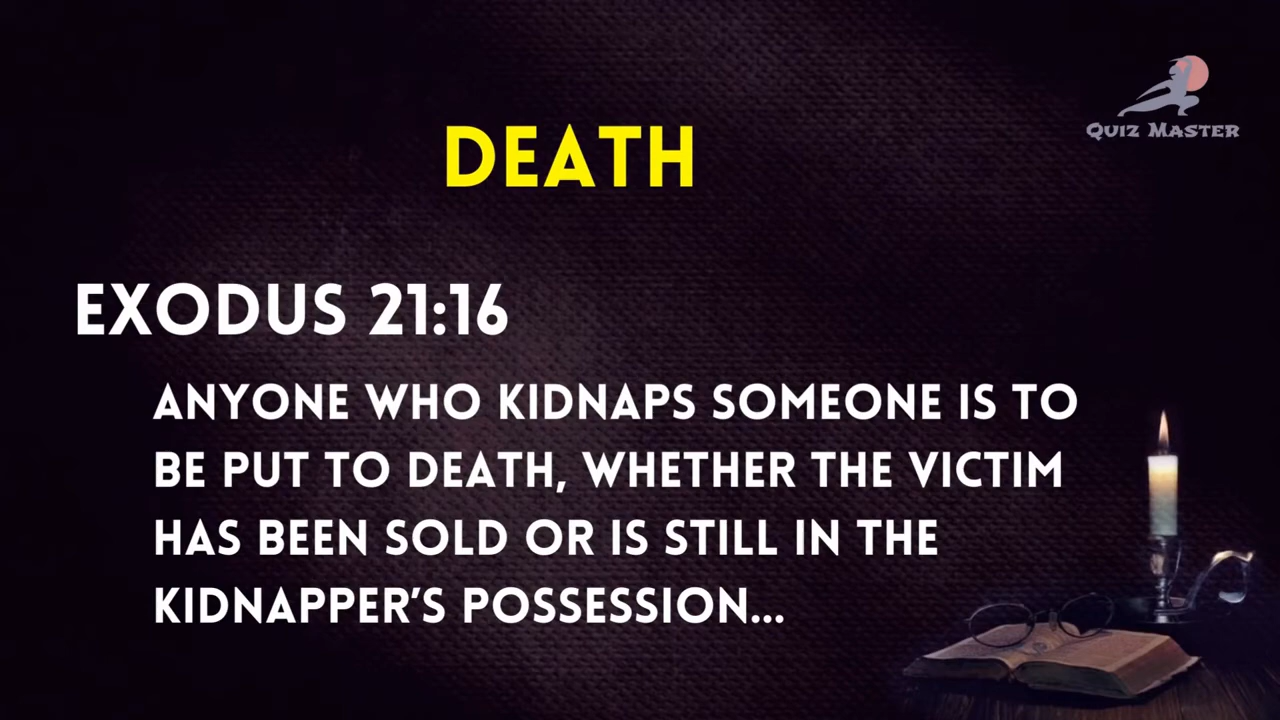 QUIZ MASTER
DEATH
EXODUS 21:16
ANYONE WHO KIDNAPS SOMEONE IS TO
BE PUT TO DEATH, WHETHER THE VICTIM
HAS BEEN SOLD OR IS STILL IN THE
KIDNAPPER'S POSSESSION...